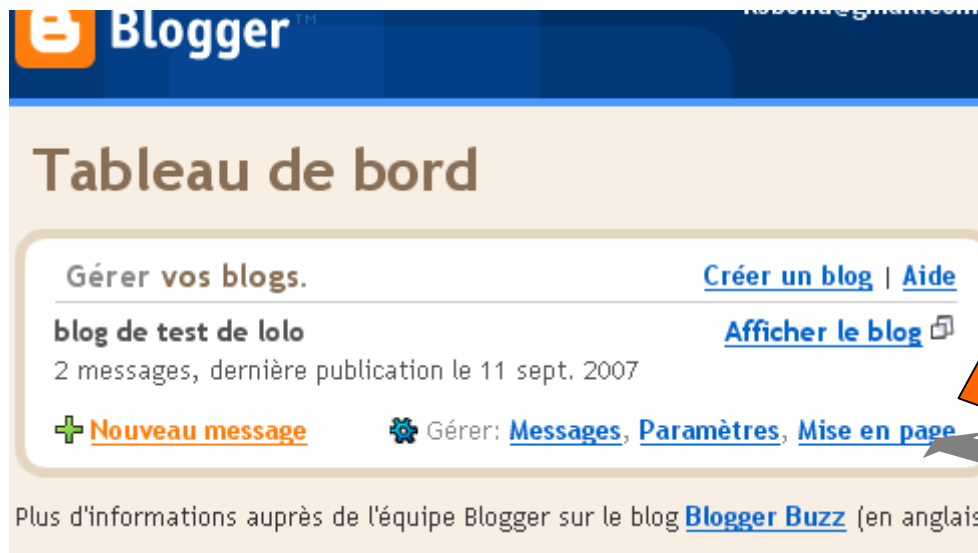 Blogger™
Tableau de bord
Gérer vos blogs.
Créer un blog | Aide
blog de test de lolo
Afficher le blog
2 messages, dernière publication le 11 sept. 2007
Nouveau message
Gérer: Messages, Paramètres, Mise en page
Plus d'informations auprès de l'équipe Blogger sur le blog Blogger Buzz (en anglais